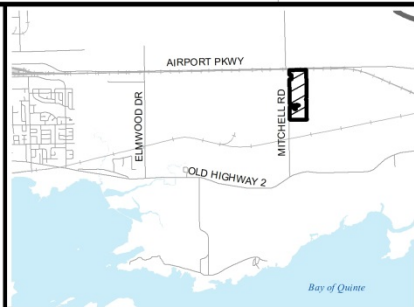 AIRPORT PKWY
ELMWOOD DR
MITCHELL RD
OLD HIGHWAY 2
Bay of Quinte